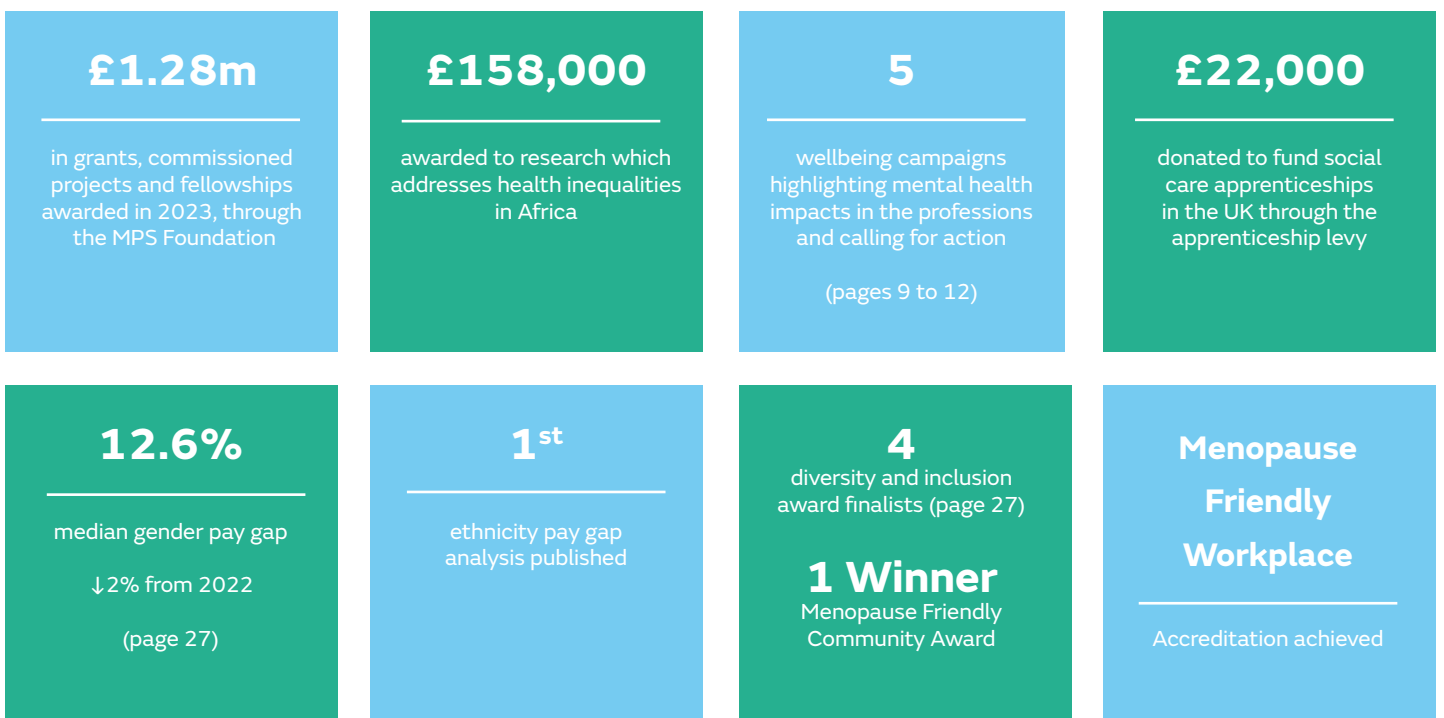 £1.28m
in grants, commissioned
projects and fellowships
awarded in 2023, through
the MPS Foundation
£158,000
awarded to research which
addresses health inequalities
in Africa
5
wellbeing campaigns
highlighting mental health
impacts in the professions
and calling for action
(pages 9 to 12)
£22,000
donated to fund social
care apprenticeships
in the UK through the
apprenticeship levy
12.6%
median gender pay gap
↓2% from 2022
(page 27)
1st
ethnicity pay gap
analysis published
4
diversity and inclusion
award finalists (page 27)
1 Winner
Menopause Friendly
Community Award
Menopause
Friendly
Workplace
Accreditation achieved